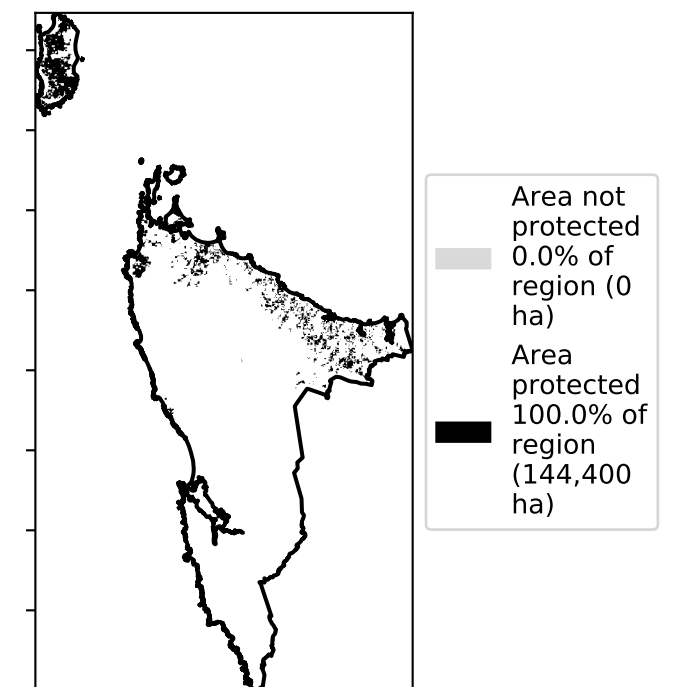 Area not
protected
0.0% of
region (0
ha)
Area
protected
100.0% of
region
(144,400
ha)